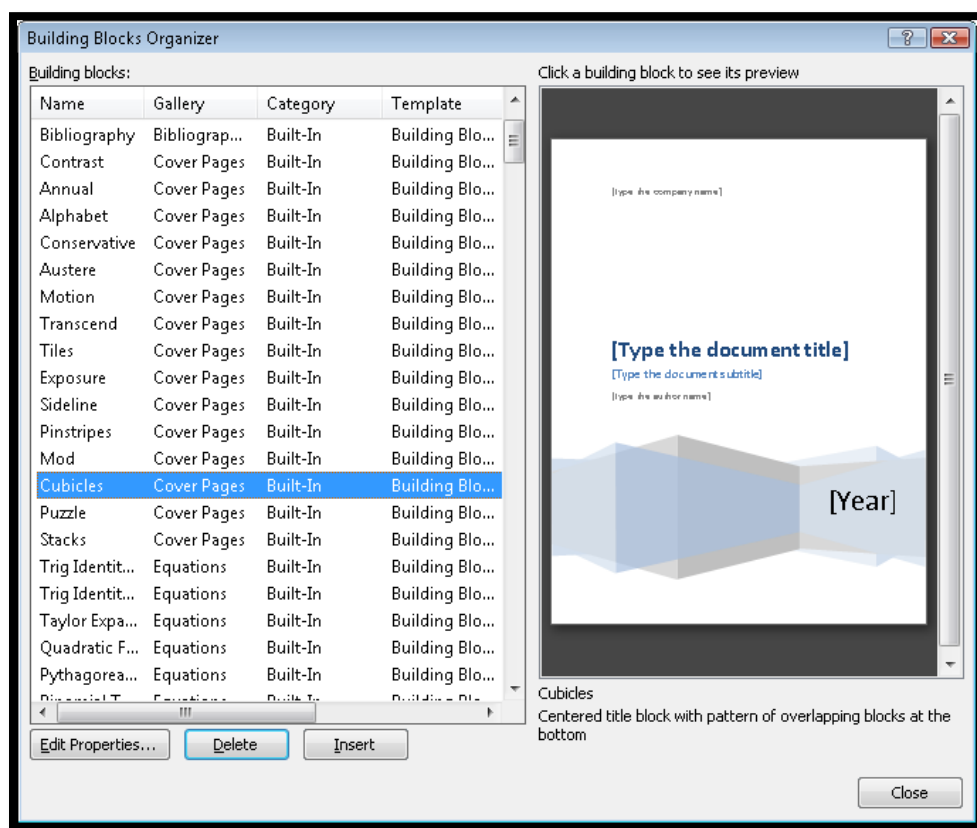 Building Blocks Organizer
Building blocks:
Name Gallery Category Template
Bibliography Bibliograp... Built-In Building Blo...
Contrast Cover Pages Built-In Building Blo...
Annual Cover Pages Built-In Building Blo...
Alphabet Cover Pages Built-In Building Blo...
Conservative Cover Pages Built-In Building Blo...
Austere Cover Pages Built-In Building Blo...
Motion Cover Pages Built-In Building Blo...
Transcend Cover Pages Built-In Building Blo...
Tiles Cover Pages Built-In Building Blo...
Exposure Cover Pages Built-In Building Blo...
Sideline Cover Pages Built-In Building Blo...
Pinstripes Cover Pages Built-In Building Blo...
Mod Cover Pages Built-In Building Blo...
Cubicles Cover Pages Built-In Building Blo...
Puzzle Cover Pages Built-In Building Blo...
Stacks Cover Pages Built-In Building Blo...
Trig Identit... Equations Built-In Building Blo...
Trig Identit... Equations Built-In Building Blo...
Taylor Expa... Equations Built-In Building Blo...
Quadratic F... Equations Built-In Building Blo...
Pythagorea... Equations Built-In Building Blo...
Edit Properties... Delete Insert
Click a building block to see its preview
[Type the company name]
[Type the document title]
[Type the document subtitle]
[Type the author name]
[Year]
Cubicles
Centered title block with pattern of overlapping blocks at the
bottom
Close